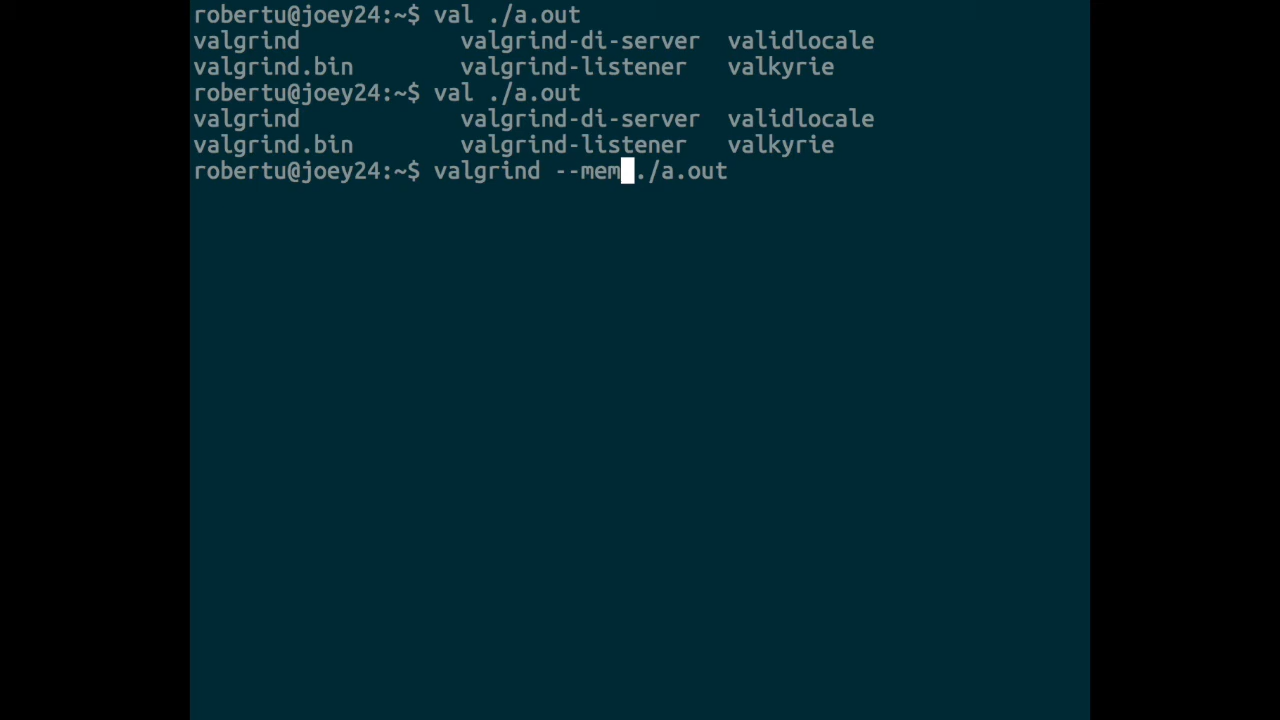 robertu@joey24:~$ val ./a.out
valgrind valgrind-di-server validlocale
valgrind.bin valgrind-listener valkyrie
robertu@joey24:~$ val ./a.out
valgrind valgrind-di-server validlocale
valgrind.bin valgrind-listener valkyrie
robertu@joey24:~$ valgrind --mem ./a.out